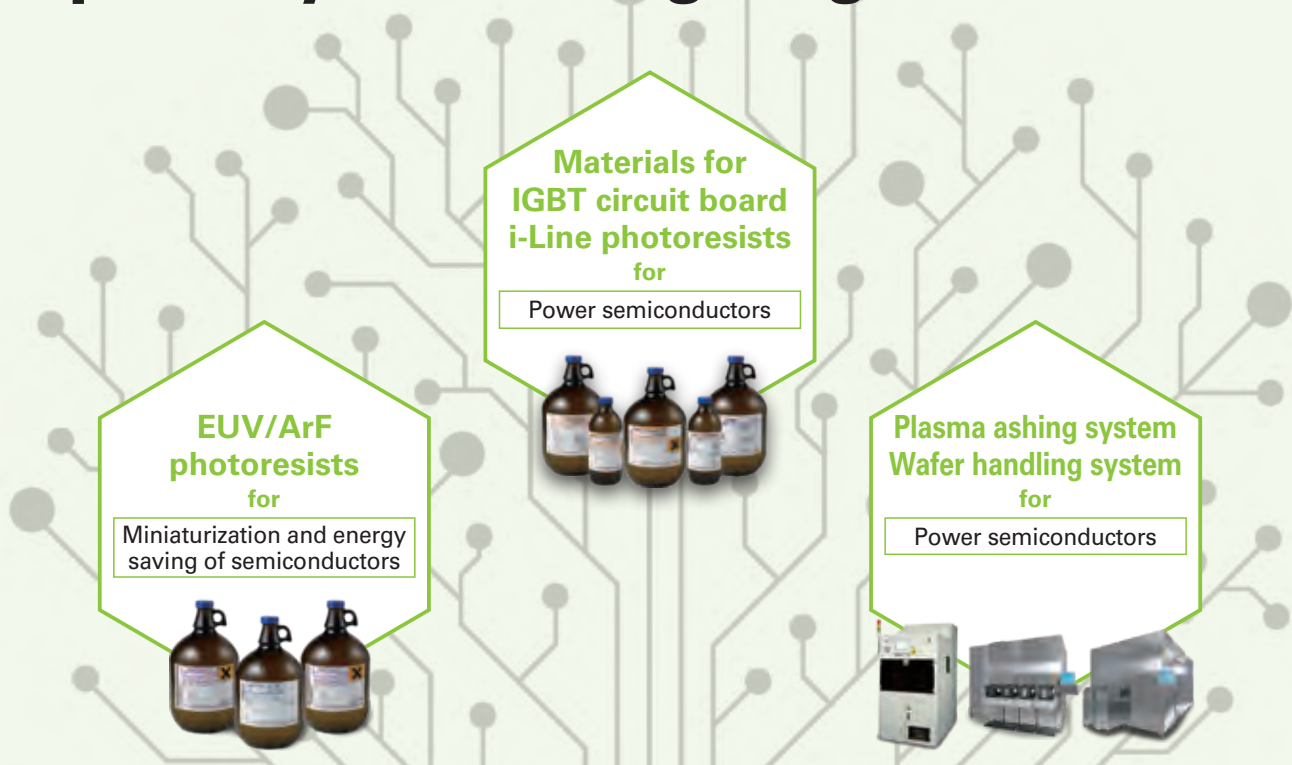 Materials for
IGBT circuit board
i-Line photoresists
for
Power semiconductors
EUV/ArF
photoresists
for
Miniaturization and energy
saving of semiconductors
Plasma ashing system
Wafer handling system
for
Power semiconductors